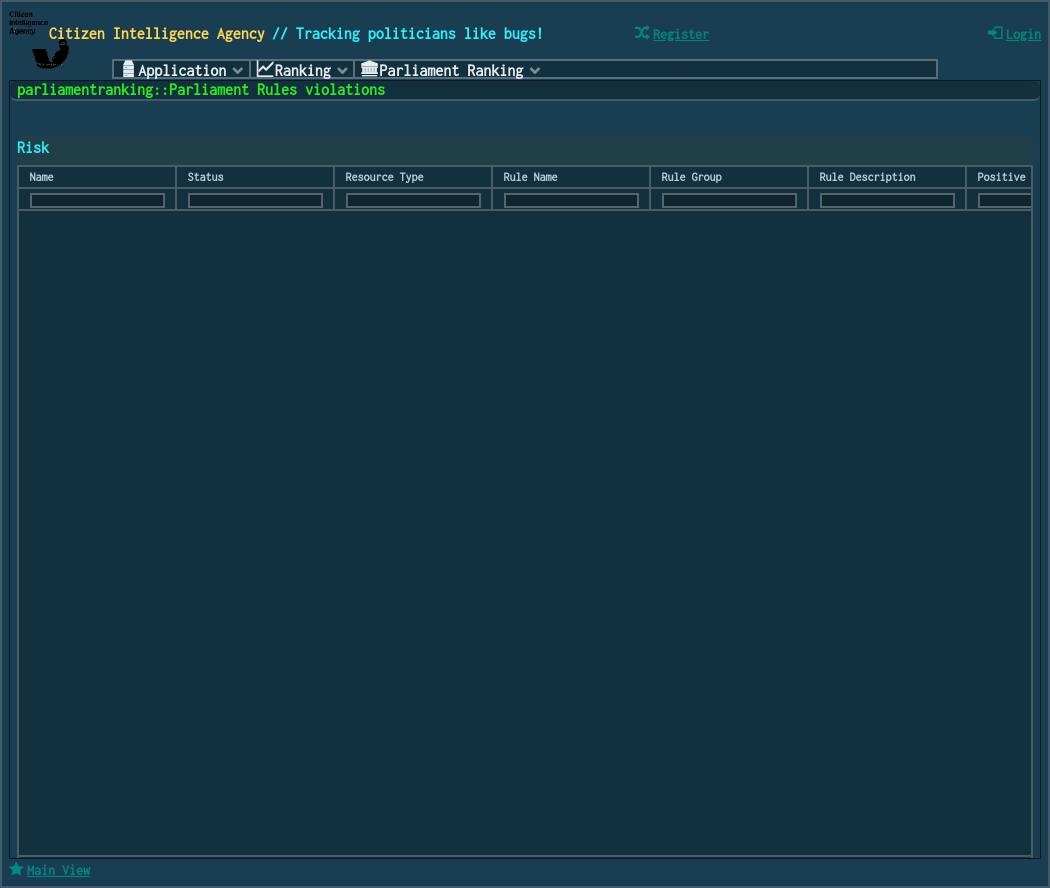 Citizen
Intelligence
Agency
Citizen Intelligence Agency // Tracking politicians like bugs!
Register
Login
Application
Ranking
Parliament Ranking
parliamentranking::Parliament Rules violations
Risk
Name
Status
Resource Type
Rule Name
Rule Group
Rule Description
Positive
Main View